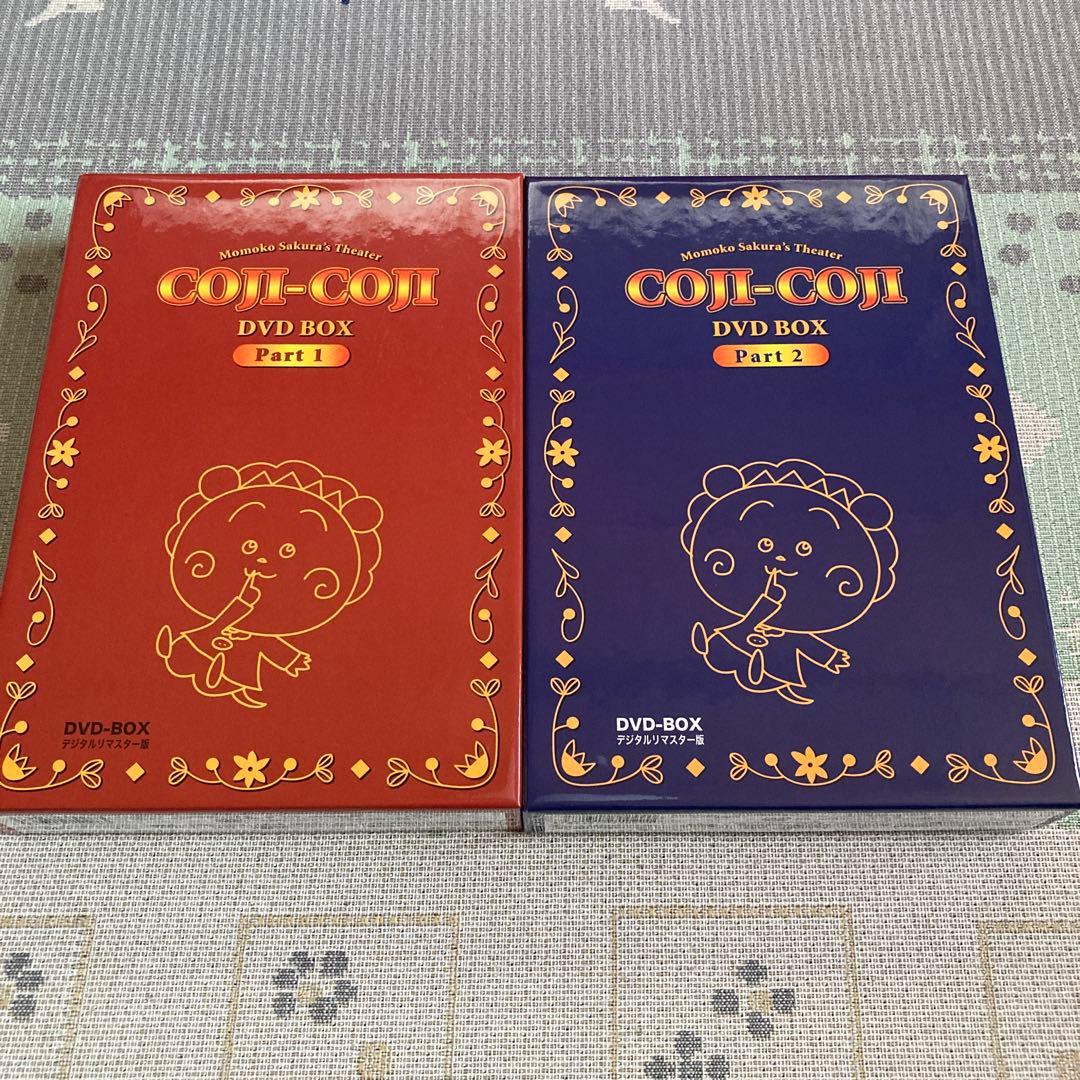 Momoko Sakura's Theater
COJI-COJI
DVD BOX
Part 1
DVD-BOX
デジタルリマスター版
Momoko Sakura's Theater
COJI-COJI
DVD BOX
Part 2
DVD-BOX
デジタルリマスター版